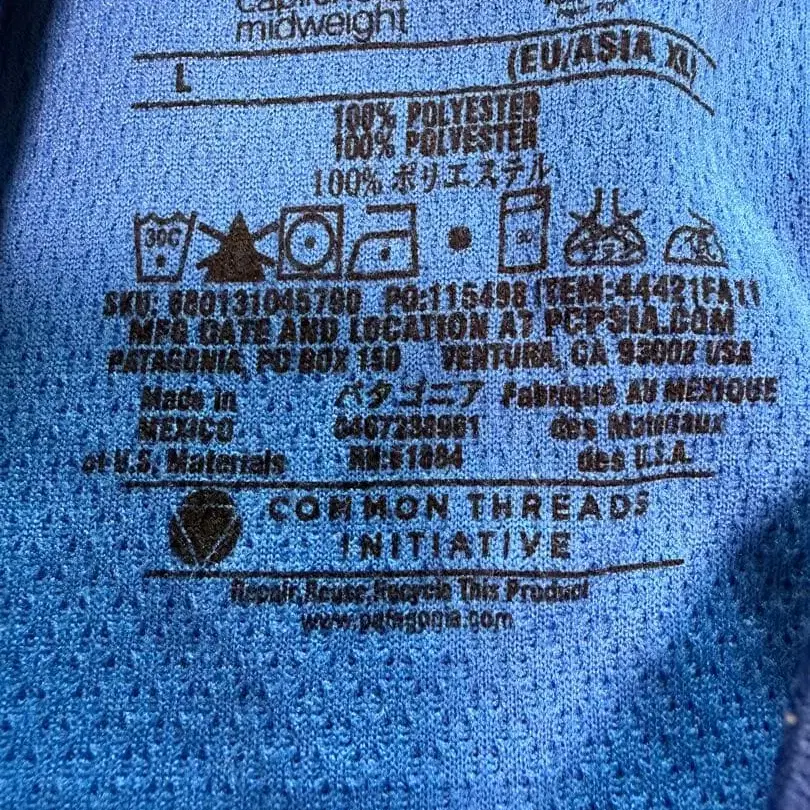 midweight
L (EU/ASIA XL)
100% POLYESTER
100% POLYESTER
100% ポリエステル
30C
SKU: 680131045700 PO:115498 ITEM:44421FA11
MFG DATE AND LOCATION AT PCPSIA.COM
PATAGONIA, PO BOX 150 VENTURA, CA 93002 USA
Made in パタゴニア Fabriqué AU MEXIQUE
MEXICO 0467238961 des Materiaux
of U.S. Materials RN:51884 des U.S.A.
COMMON THREADS
INITIATIVE
Repair, Reuse, Recycle This Product
www.patagonia.com